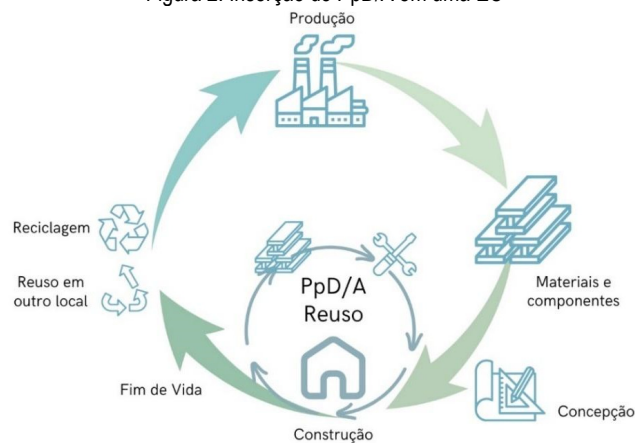 Produção
Reciclagem
Reuso em
outro local
PpD/A
Reuso
Materiais e
componentes
Fim de Vida
Concepção
Construção